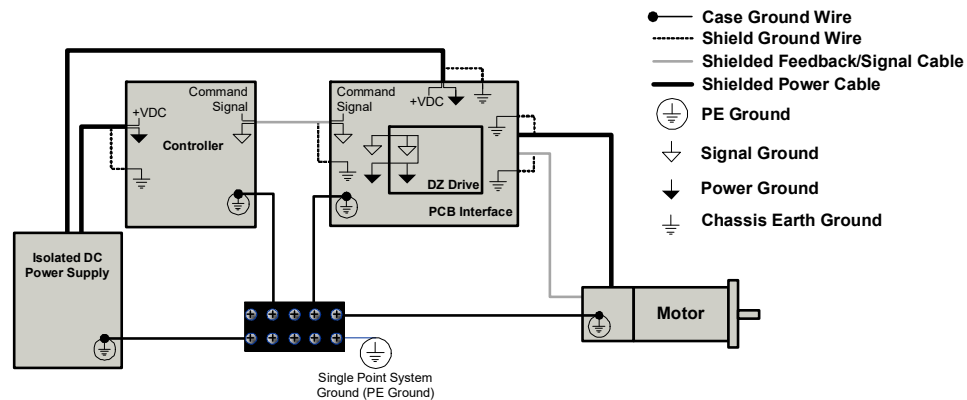 Case Ground Wire
Shield Ground Wire
Shielded Feedback/Signal Cable
Shielded Power Cable
PE Ground
Signal Ground
Power Ground
Chassis Earth Ground
+VDC
Command
Signal
Controller
Command
Signal
+VDC
DZ Drive
PCB Interface
Isolated DC
Power Supply
Motor
Single Point System
Ground (PE Ground)